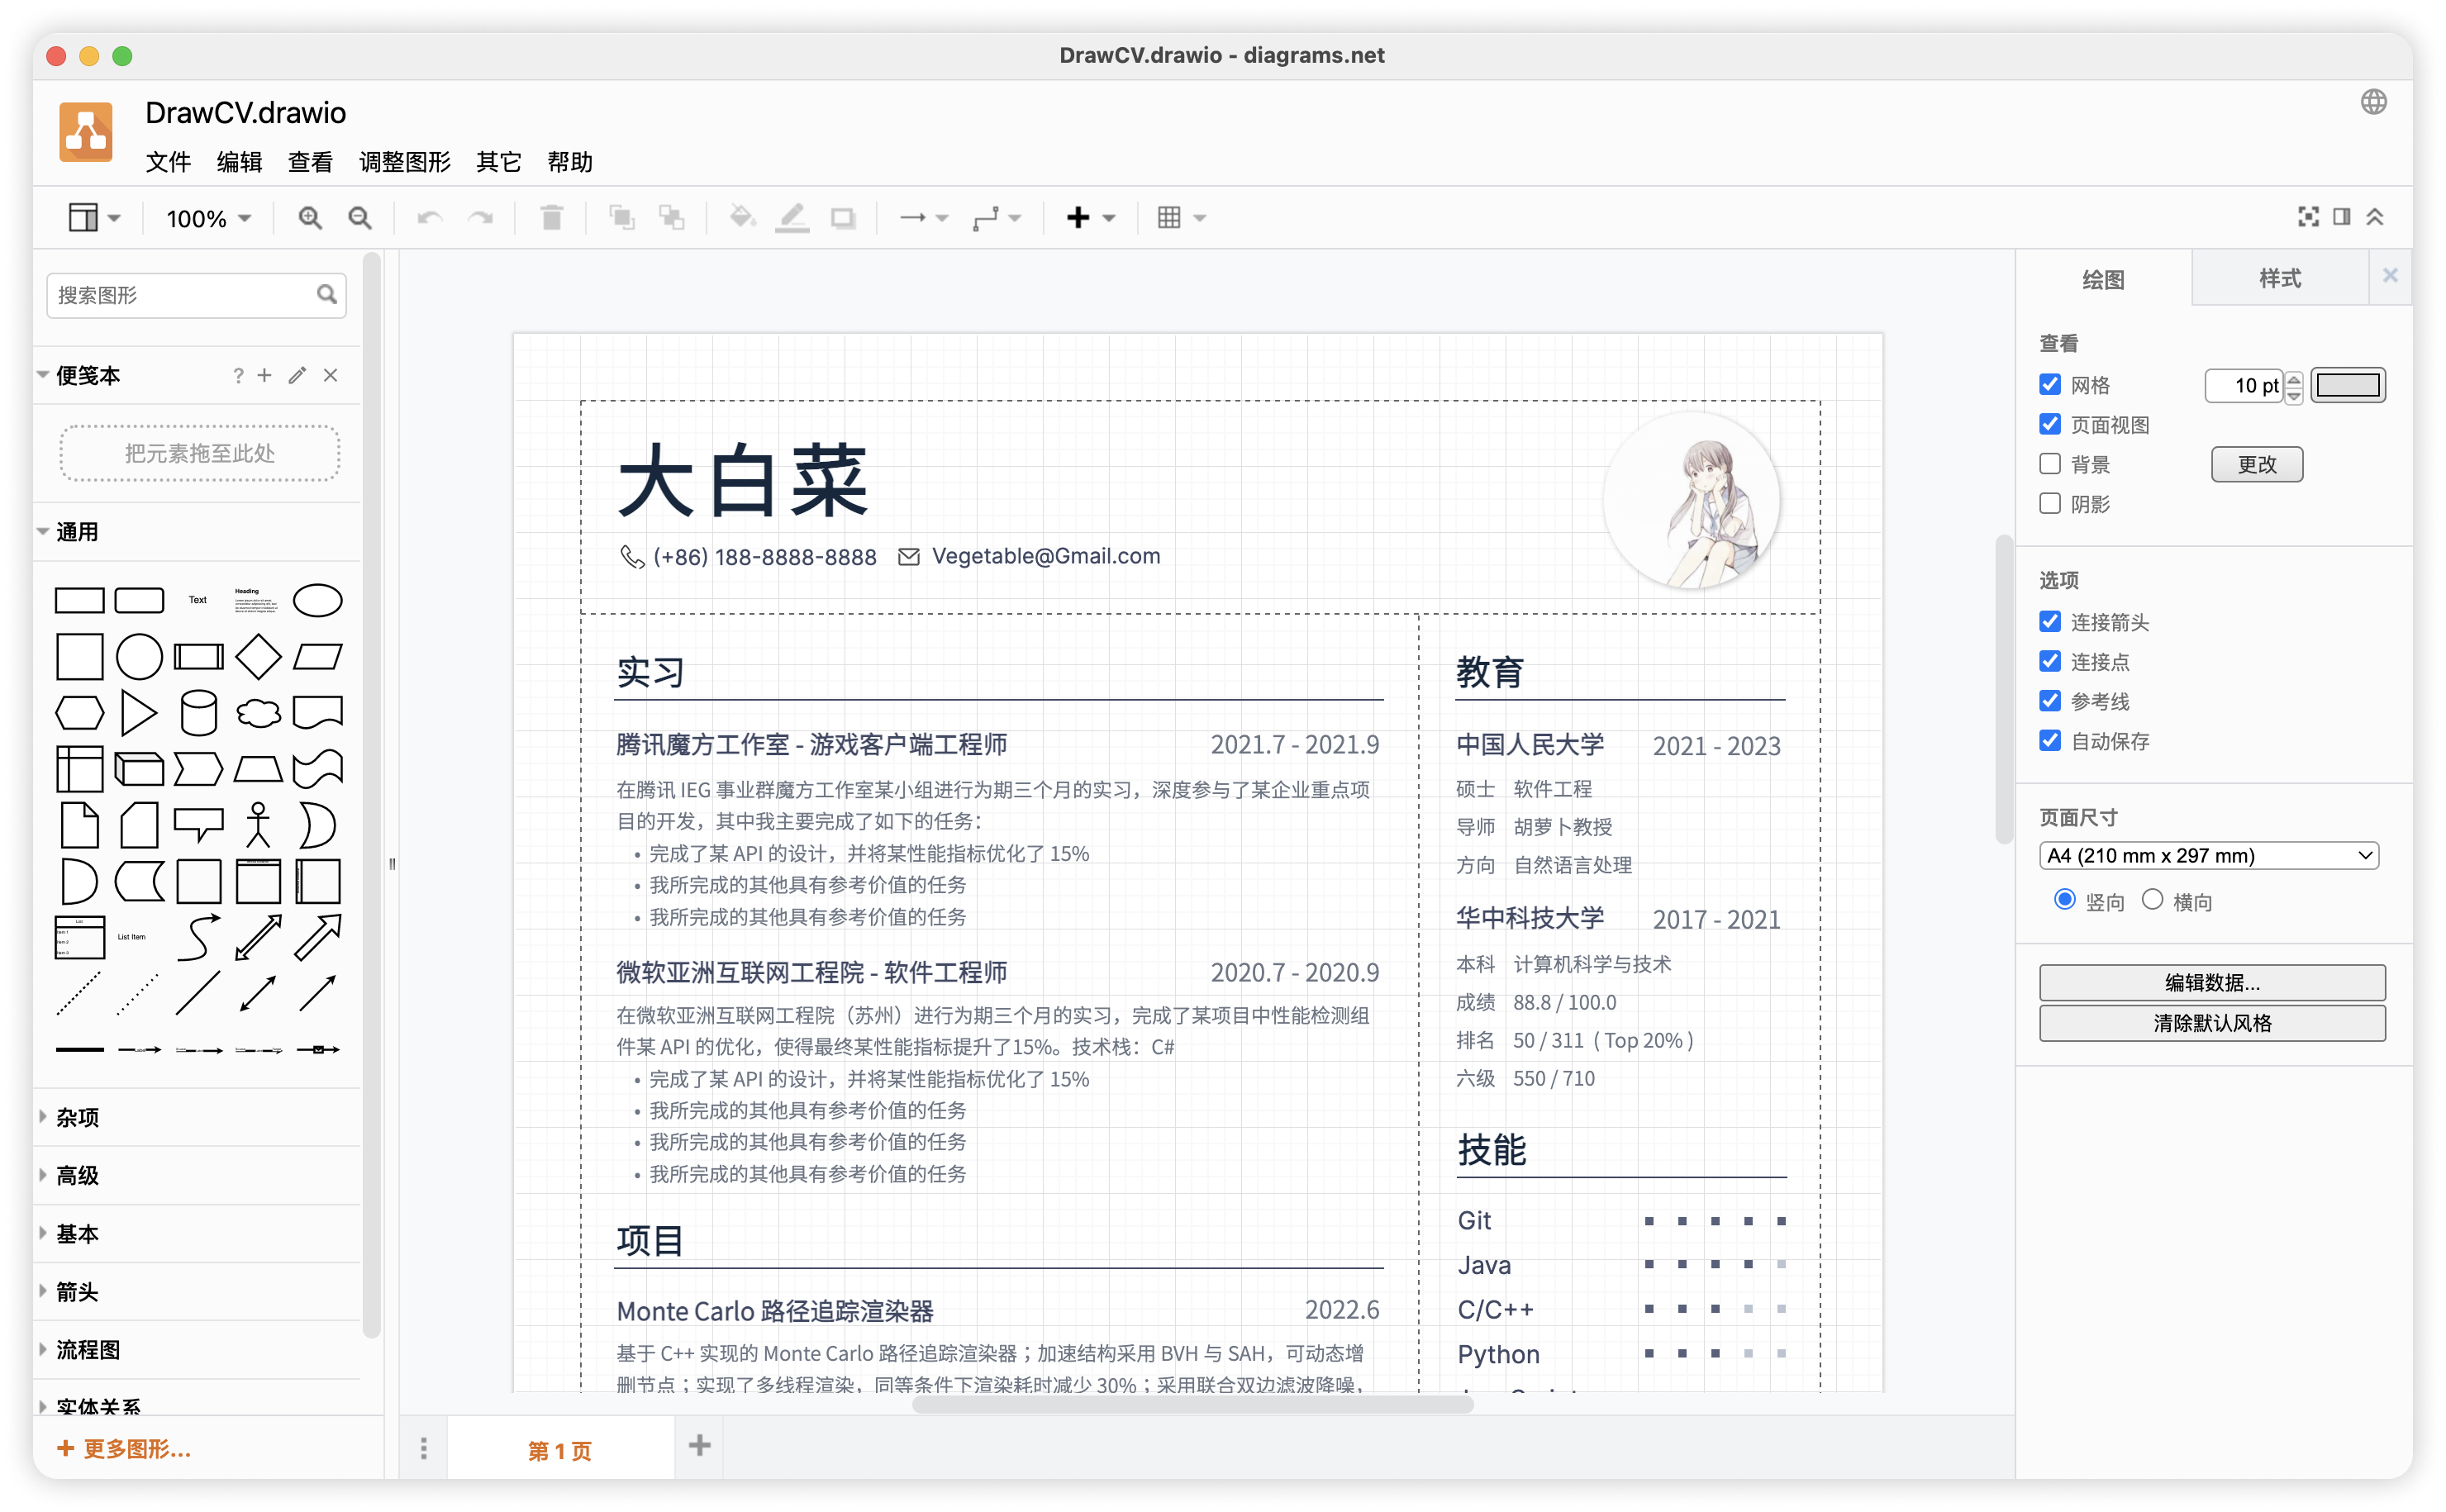 DrawCV.drawio - diagrams.net
DrawCV.drawio
文件 编辑 查看 调整图形 其它 帮助
100%
搜索图形
便笺本
?
把元素拖至此处
通用
Text
Heading
List
Item 1
Item 2
Item 3
List Item
杂项
高级
基本
箭头
流程图
实体关系
更多图形...
大白菜
(+86) 188-8888-8888 Vegetable@Gmail.com
实习
腾讯魔方工作室 - 游戏客户端工程师 2021.7 - 2021.9
在腾讯 IEG 事业群魔方工作室某小组进行为期三个月的实习，深度参与了某企业重点项
目的开发，其中我主要完成了如下的任务：
• 完成了某 API 的设计，并将某性能指标优化了 15%
• 我所完成的其他具有参考价值的任务
• 我所完成的其他具有参考价值的任务
微软亚洲互联网工程院 - 软件工程师 2020.7 - 2020.9
在微软亚洲互联网工程院（苏州）进行为期三个月的实习，完成了某项目中性能检测组
件某 API 的优化，使得最终某性能指标提升了15%。技术栈：C#
• 完成了某 API 的设计，并将某性能指标优化了 15%
• 我所完成的其他具有参考价值的任务
• 我所完成的其他具有参考价值的任务
• 我所完成的其他具有参考价值的任务
项目
Monte Carlo 路径追踪渲染器 2022.6
基于 C++ 实现的 Monte Carlo 路径追踪渲染器；加速结构采用 BVH 与 SAH，可动态增
删节点；实现了多线程渲染，同等条件下渲染耗时减少 30%；采用联合双边滤波降噪，
教育
中国人民大学 2021 - 2023
硕士 软件工程
导师 胡萝卜教授
方向 自然语言处理
华中科技大学 2017 - 2021
本科 计算机科学与技术
成绩 88.8 / 100.0
排名 50 / 311 ( Top 20% )
六级 550 / 710
技能
Git
Java
C/C++
Python
第 1 页
绘图 样式
查看
网格 10 pt
页面视图
背景 更改
阴影
选项
连接箭头
连接点
参考线
自动保存
页面尺寸
A4 (210 mm x 297 mm)
竖向 横向
编辑数据...
清除默认风格